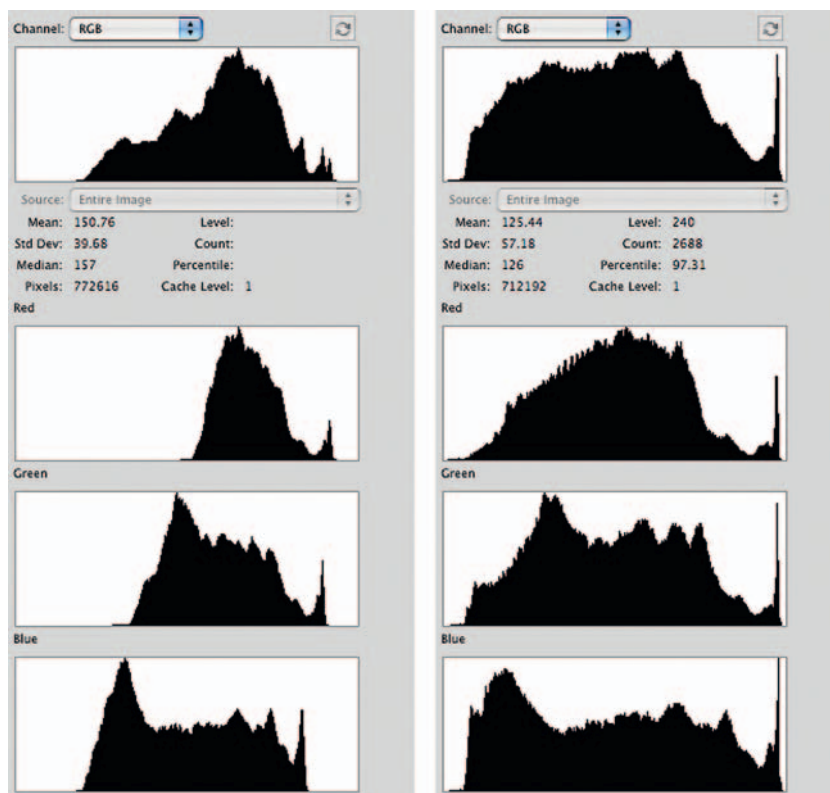 Channel: RGB
Source: Entire Image
Mean: 150.76 Level:
Std Dev: 39.68 Count:
Median: 157 Percentile:
Pixels: 772616 Cache Level: 1
Red
Green
Blue
Channel: RGB
Source: Entire Image
Mean: 125.44 Level: 240
Std Dev: 57.18 Count: 2688
Median: 126 Percentile: 97.31
Pixels: 712192 Cache Level: 1
Red
Green
Blue